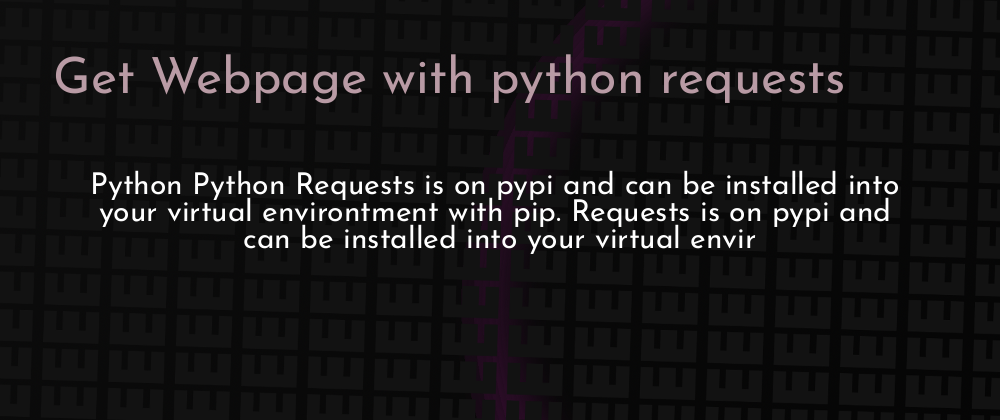 Get Webpage with python requests
Python Python Requests is on pypi and can be installed into
your virtual environtment with pip. Requests is on pypi and
can be installed into your virtual envir